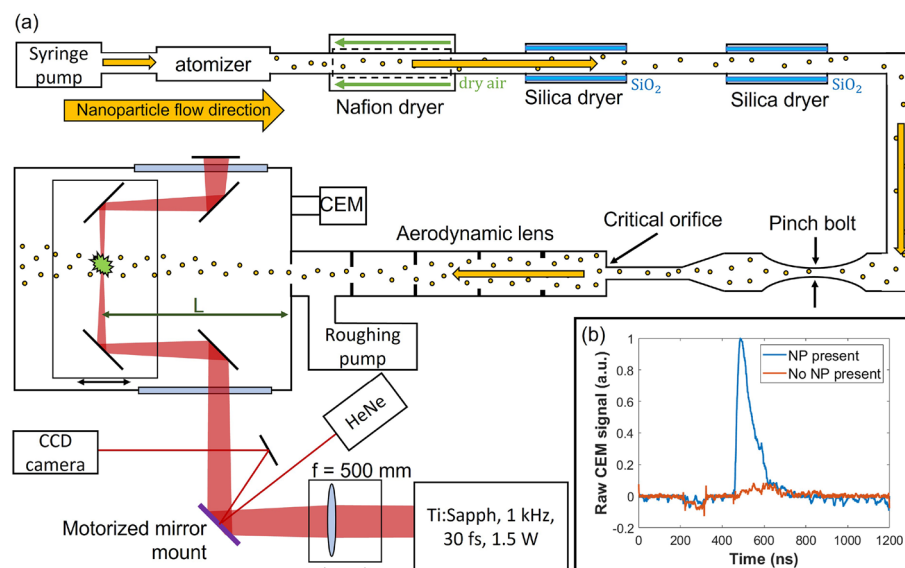 (a)
Syringe
pump
atomizer
dry air
Nafion dryer
SiO₂
Silica dryer
SiO₂
Silica dryer
Nanoparticle flow direction
CEM
Critical orifice
Pinch bolt
Aerodynamic lens
L
Roughing
pump
HeNe
CCD
camera
f = 500 mm
Motorized mirror
mount
Ti:Sapph, 1 kHz,
30 fs, 1.5 W
(b)
NP present
No NP present
Raw CEM signal (a.u.)
1
0.8
0.6
0.4
0.2
0
-0.2
0 200 400 600 800 1000 1200
Time (ns)